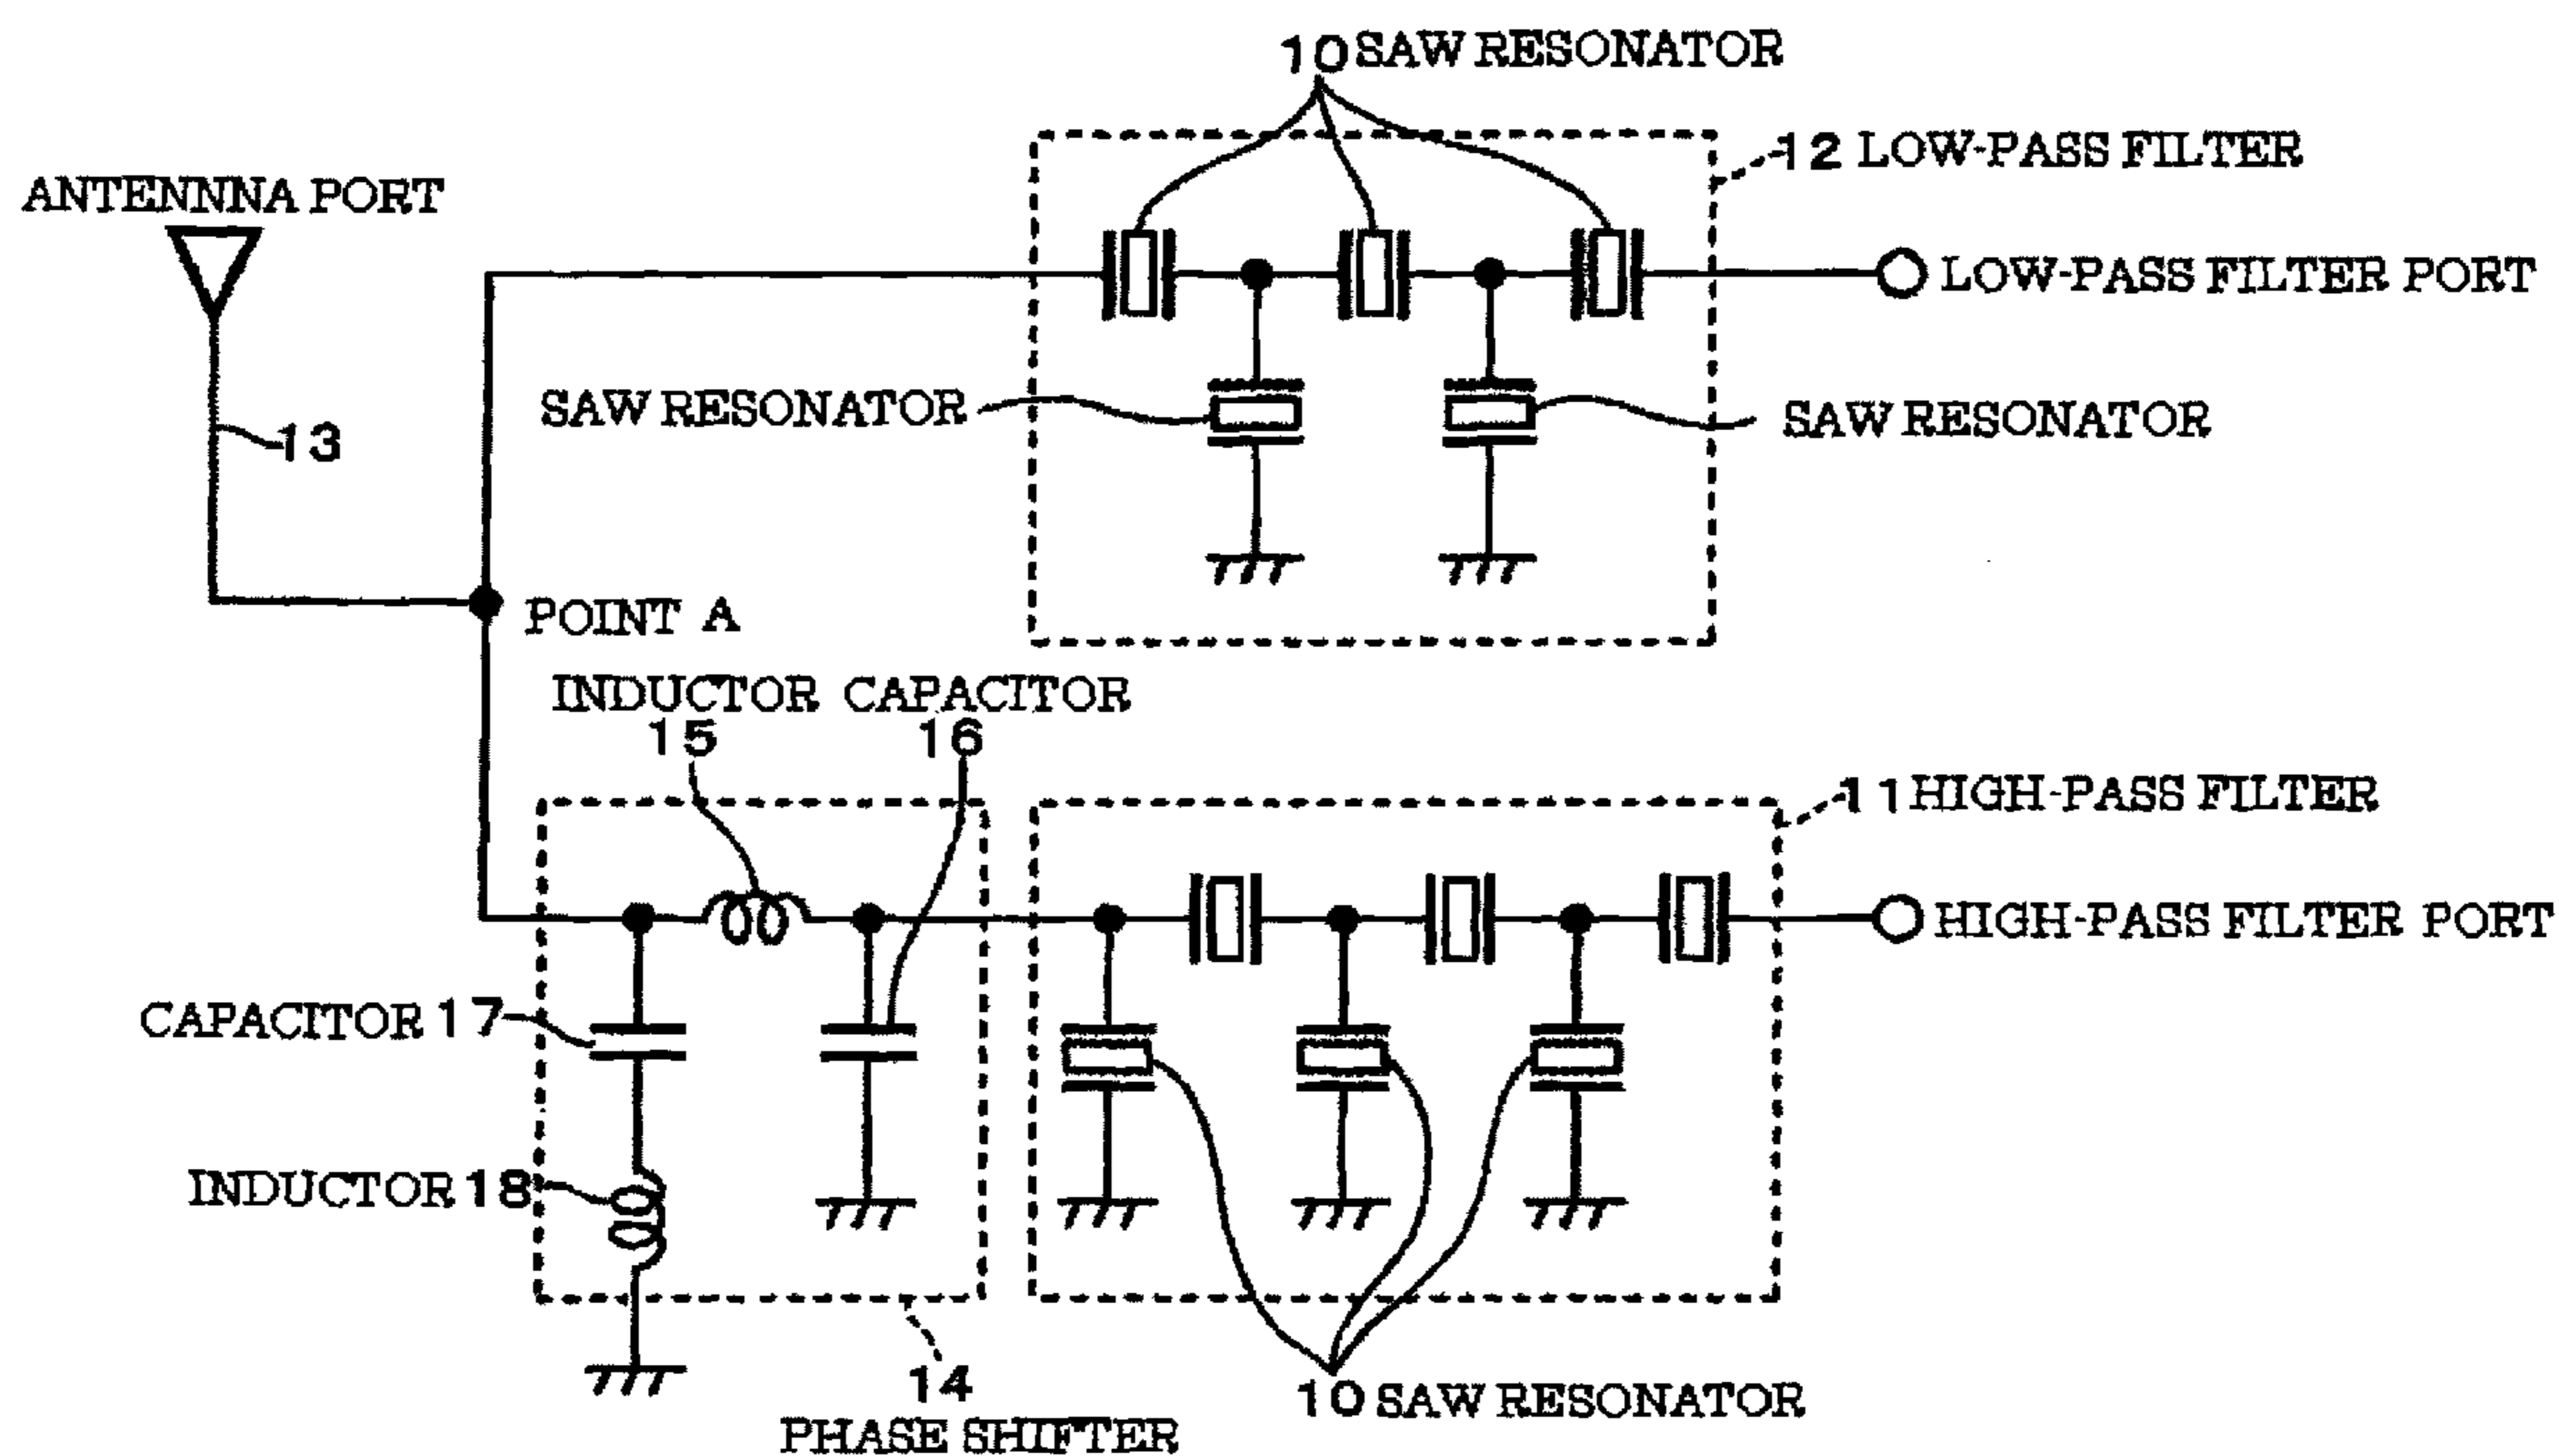 10 SAW RESONATOR
12 LOW-PASS FILTER
ANTENNNA PORT
LOW-PASS FILTER PORT
SAW RESONATOR
SAW RESONATOR
13
POINT A
INDUCTOR CAPACITOR
15 16
11 HIGH-PASS FILTER
HIGH-PASS FILTER PORT
CAPACITOR 17
INDUCTOR 18
14
PHASE SHIFTER
10 SAW RESONATOR